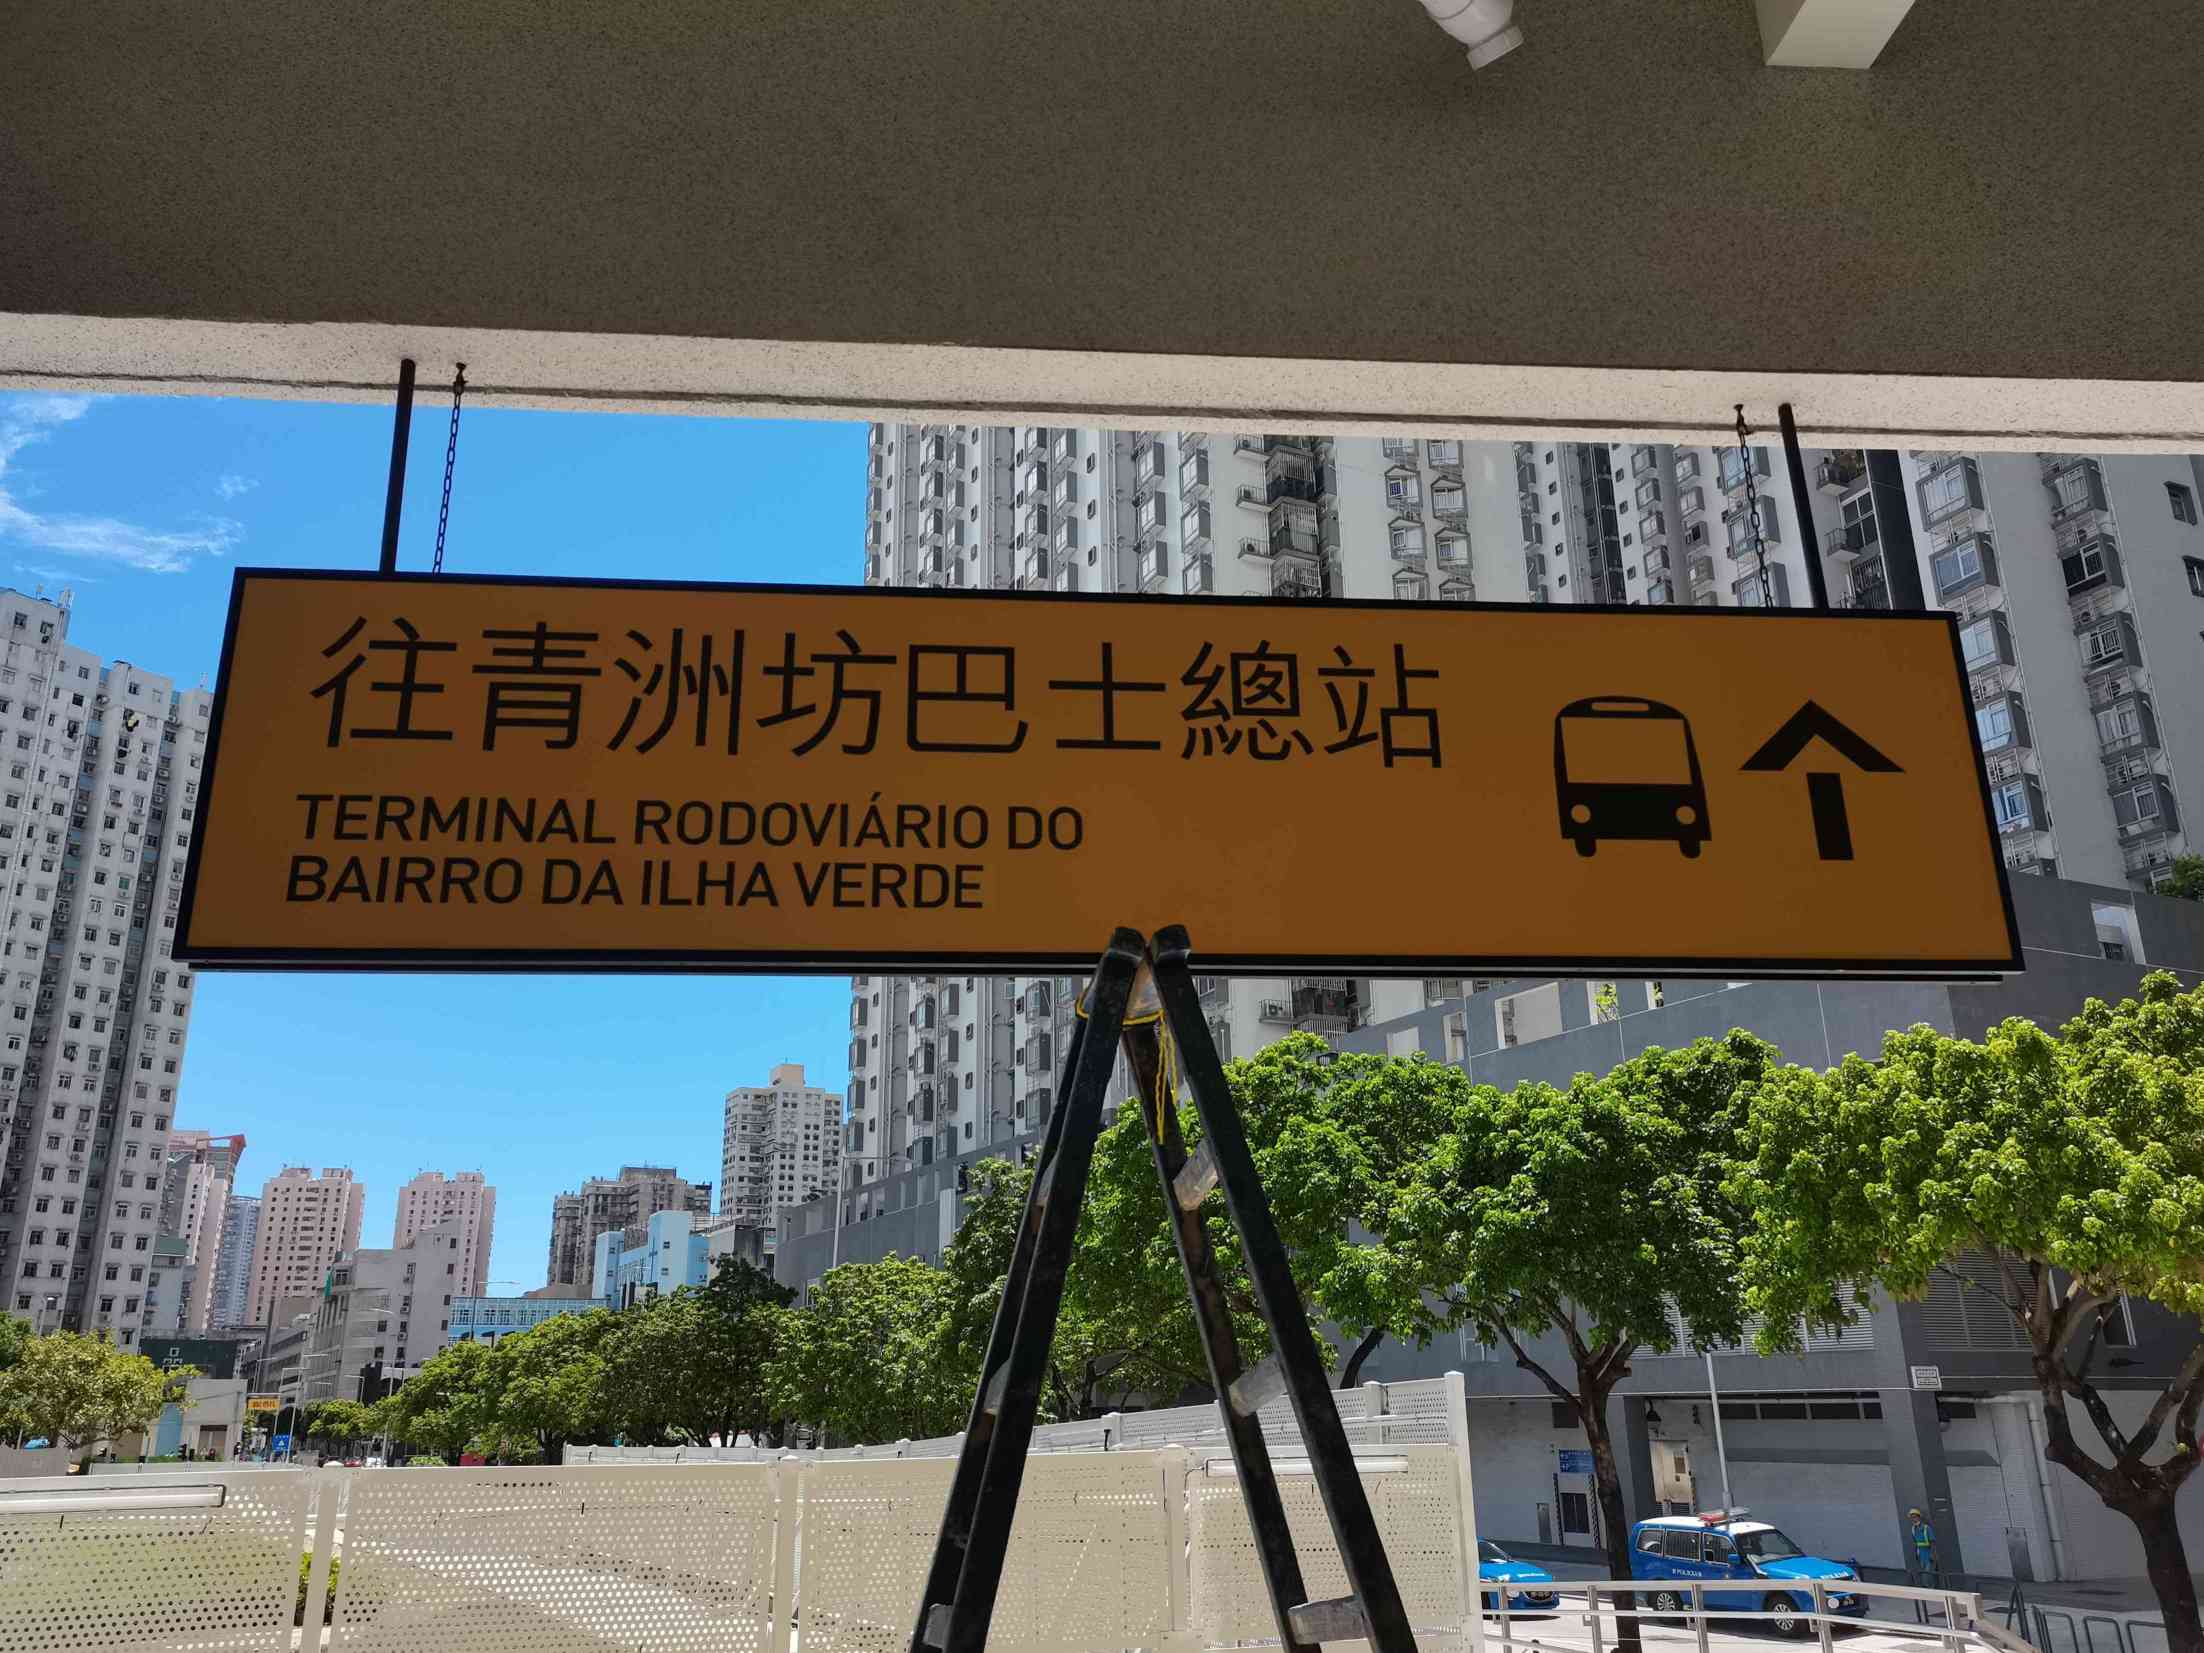 往青洲坊巴士總站
TERMINAL RODOVIÁRIO DO
BAIRRO DA ILHA VERDE